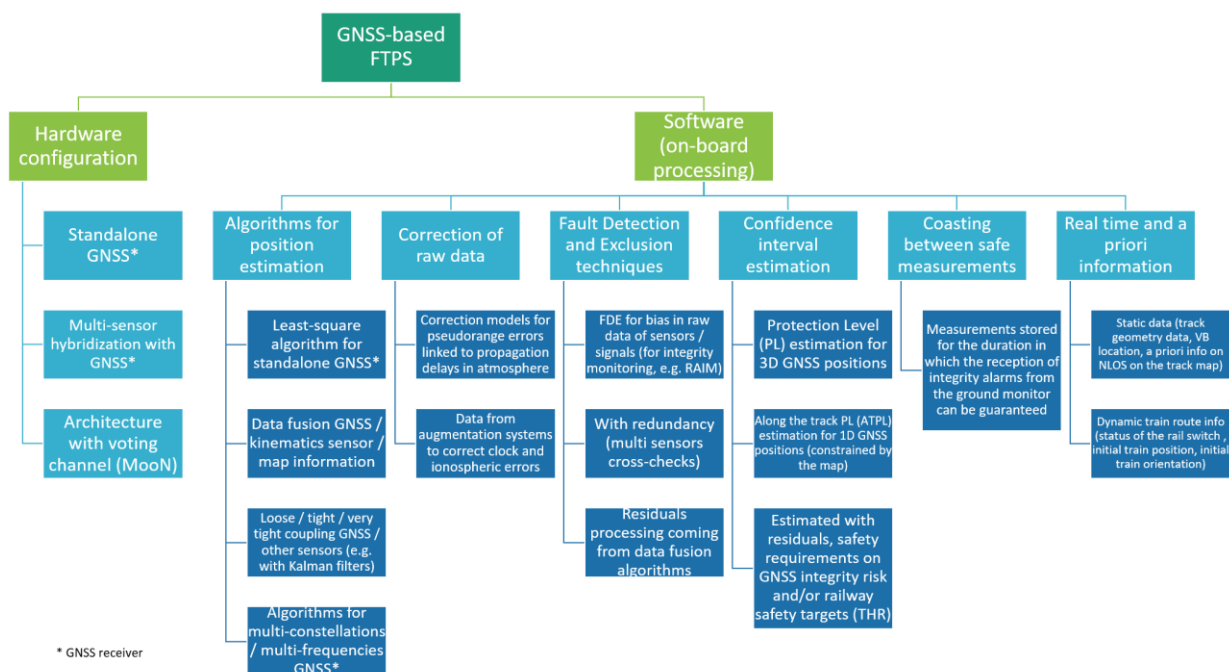 GNSS-based
FTPS
Hardware
configuration
Software
(on-board
processing)
Standalone
GNSS*
Multi-sensor
hybridization with
GNSS*
Architecture
with voting
channel (MooN)
Algorithms for
position
estimation
Least-square
algorithm for
standalone GNSS*
Data fusion GNSS /
kinematics sensor /
map information
Loose / tight / very
tight coupling GNSS /
other sensors (e.g.
with Kalman filters)
Algorithms for
multi-constellations
/ multi-frequencies
GNSS*
Correction of
raw data
Correction models for
pseudorange errors
linked to propagation
delays in atmosphere
Data from
augmentation systems
to correct clock and
ionospheric errors
Fault Detection
and Exclusion
techniques
FDE for bias in raw
data of sensors /
signals (for integrity
monitoring, e.g. RAIM)
With redundancy
(multi sensors
cross-checks)
Residuals
processing coming
from data fusion
algorithms
Confidence
interval
estimation
Protection Level
(PL) estimation for
3D GNSS positions
Along the track PL (ATPL)
estimation for 1D GNSS
positions (constrained
by the map)
Estimated with
residuals, safety
requirements on
GNSS integrity risk
and/or railway
safety targets (THR)
Coasting
between safe
measurements
Measurements stored
for the duration in
which the reception of
integrity alarms from
the ground monitor
can be guaranteed
Real time and a
priori information
Static data (track
geometry data, VB
location, a priori info on
NLOS on the track map)
Dynamic train route info
(status of the rail switch ,
initial train position, initial
train orientation)
* GNSS receiver